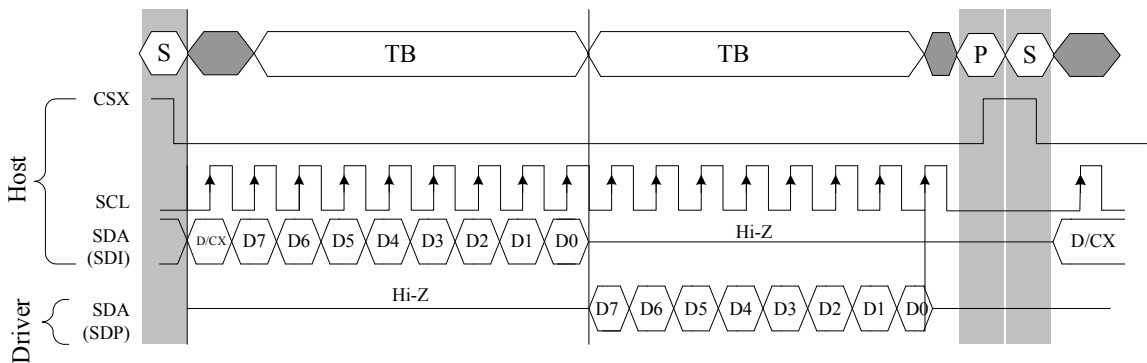 S TB TB P S
CSX
Host
SCL
SDA
(SDI)
D/CX D7 D6 D5 D4 D3 D2 D1 D0 Hi-Z D/CX
Driver
SDA
(SDP)
Hi-Z D7 D6 D5 D4 D3 D2 D1 D0